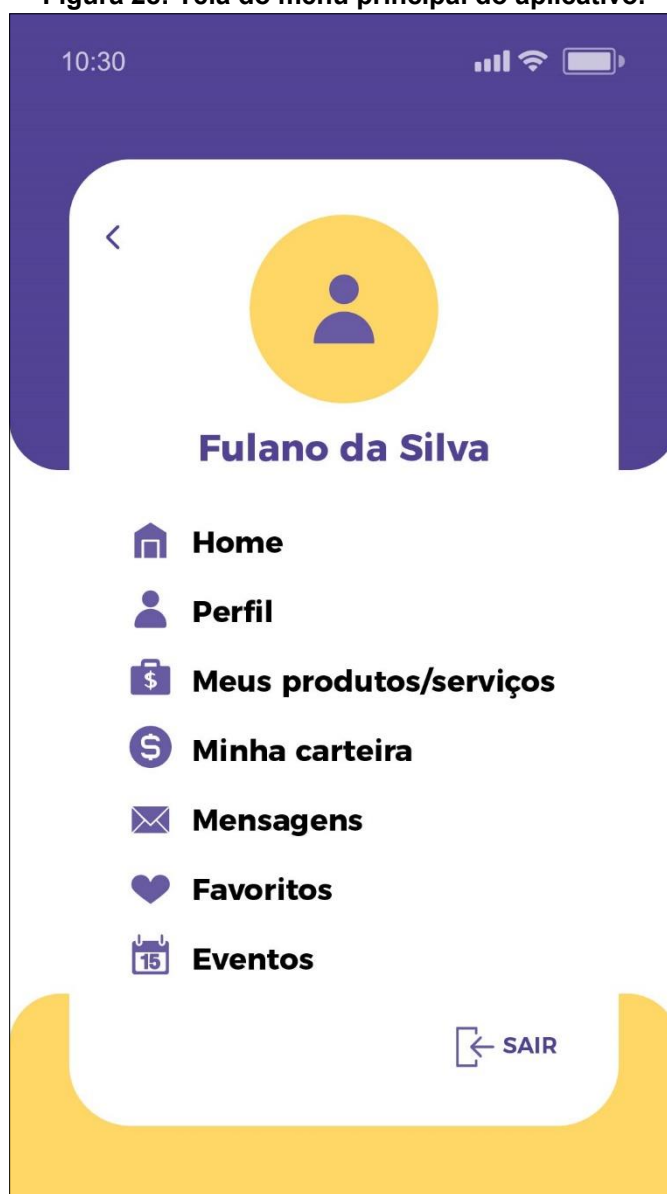 Figura 26: Tela do menu principal do aplicativo.
10:30
Fulano da Silva
Home
Perfil
$ Meus produtos/serviços
$ Minha carteira
Mensagens
Favoritos
15 Eventos
SAIR